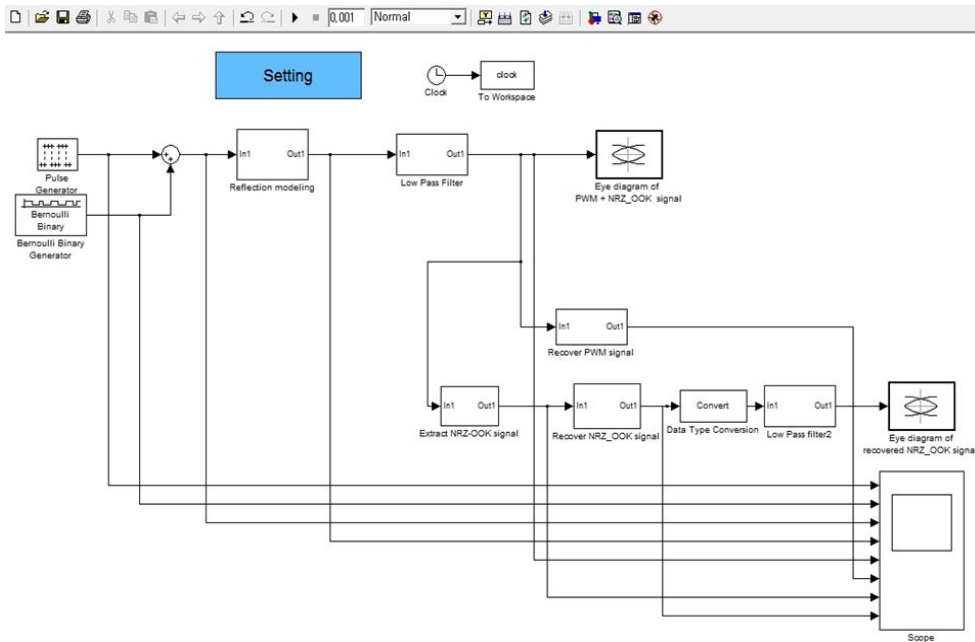 0,001 Normal
Setting
clock
Clock
To Workspace
Pulse
Generator
Bernoulli
Binary
Bernoulli Binary
Generator
In1 Out1
Reflection modeling
In1 Out1
Low Pass Filter
Eye diagram of
PWM + NRZ_OOK signal
In1 Out1
Recover PWM signal
In1 Out1
Extract NRZ-OOK signal
In1 Out1
Recover NRZ_OOK signal
Convert
Data Type Conversion
In1 Out1
Low Pass filter2
Eye diagram of
recovered NRZ_OOK signa
Scope